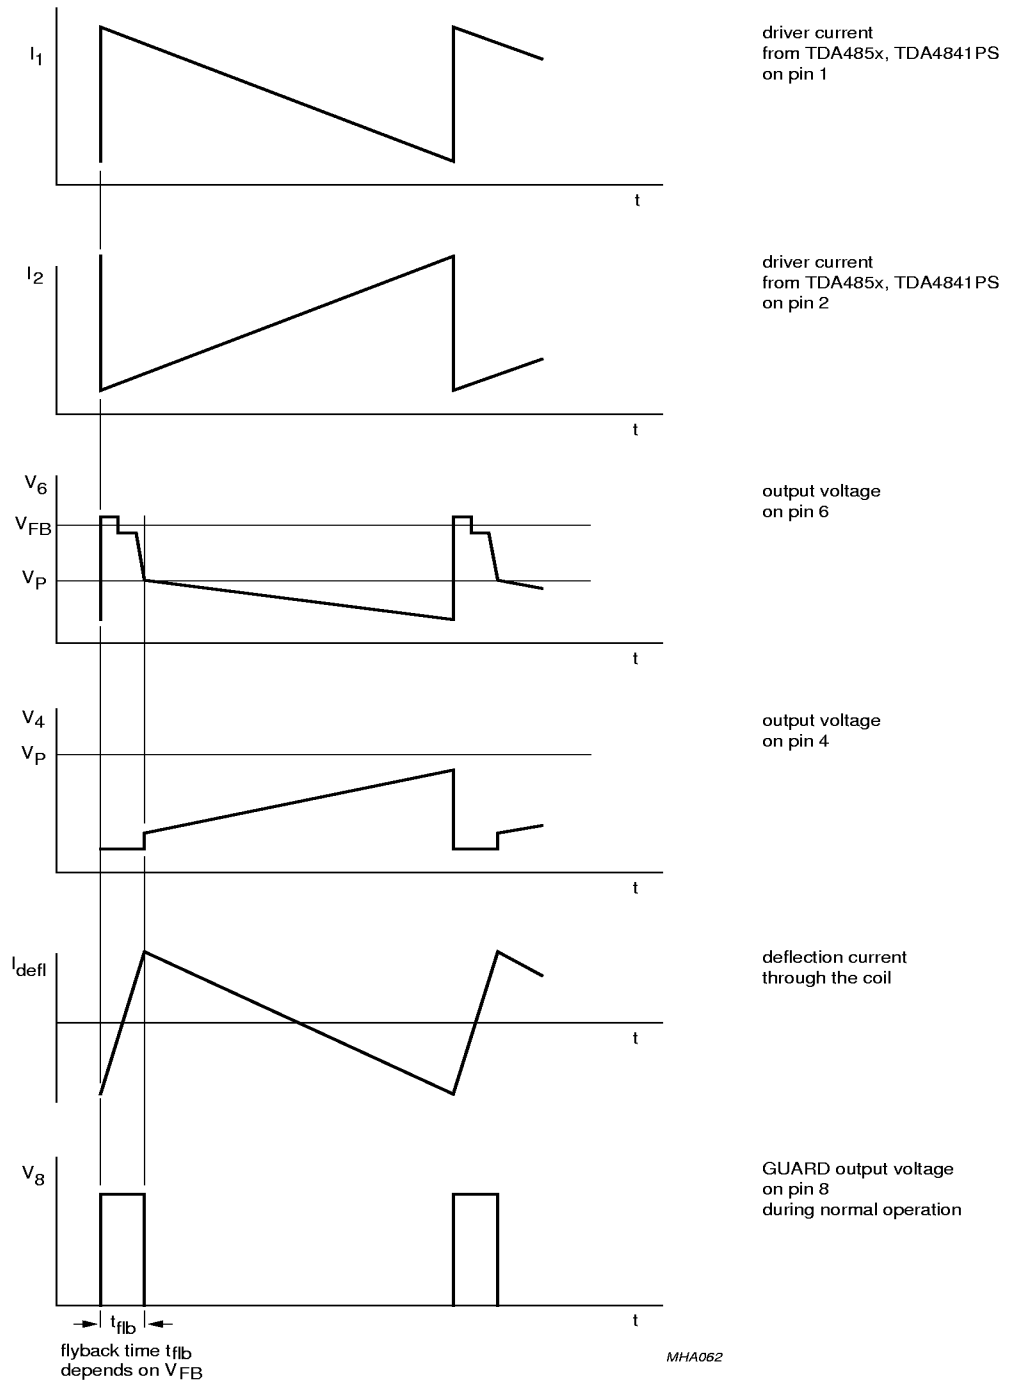 I1
driver current
from TDA485x, TDA4841PS
on pin 1
t
I2
driver current
from TDA485x, TDA4841PS
on pin 2
t
V6
output voltage
on pin 6
VFB
VP
t
V4
output voltage
on pin 4
VP
t
Idefl
deflection current
through the coil
t
V8
GUARD output voltage
on pin 8
during normal operation
t
tflb
flyback time tflb
depends on VFB
MHA062